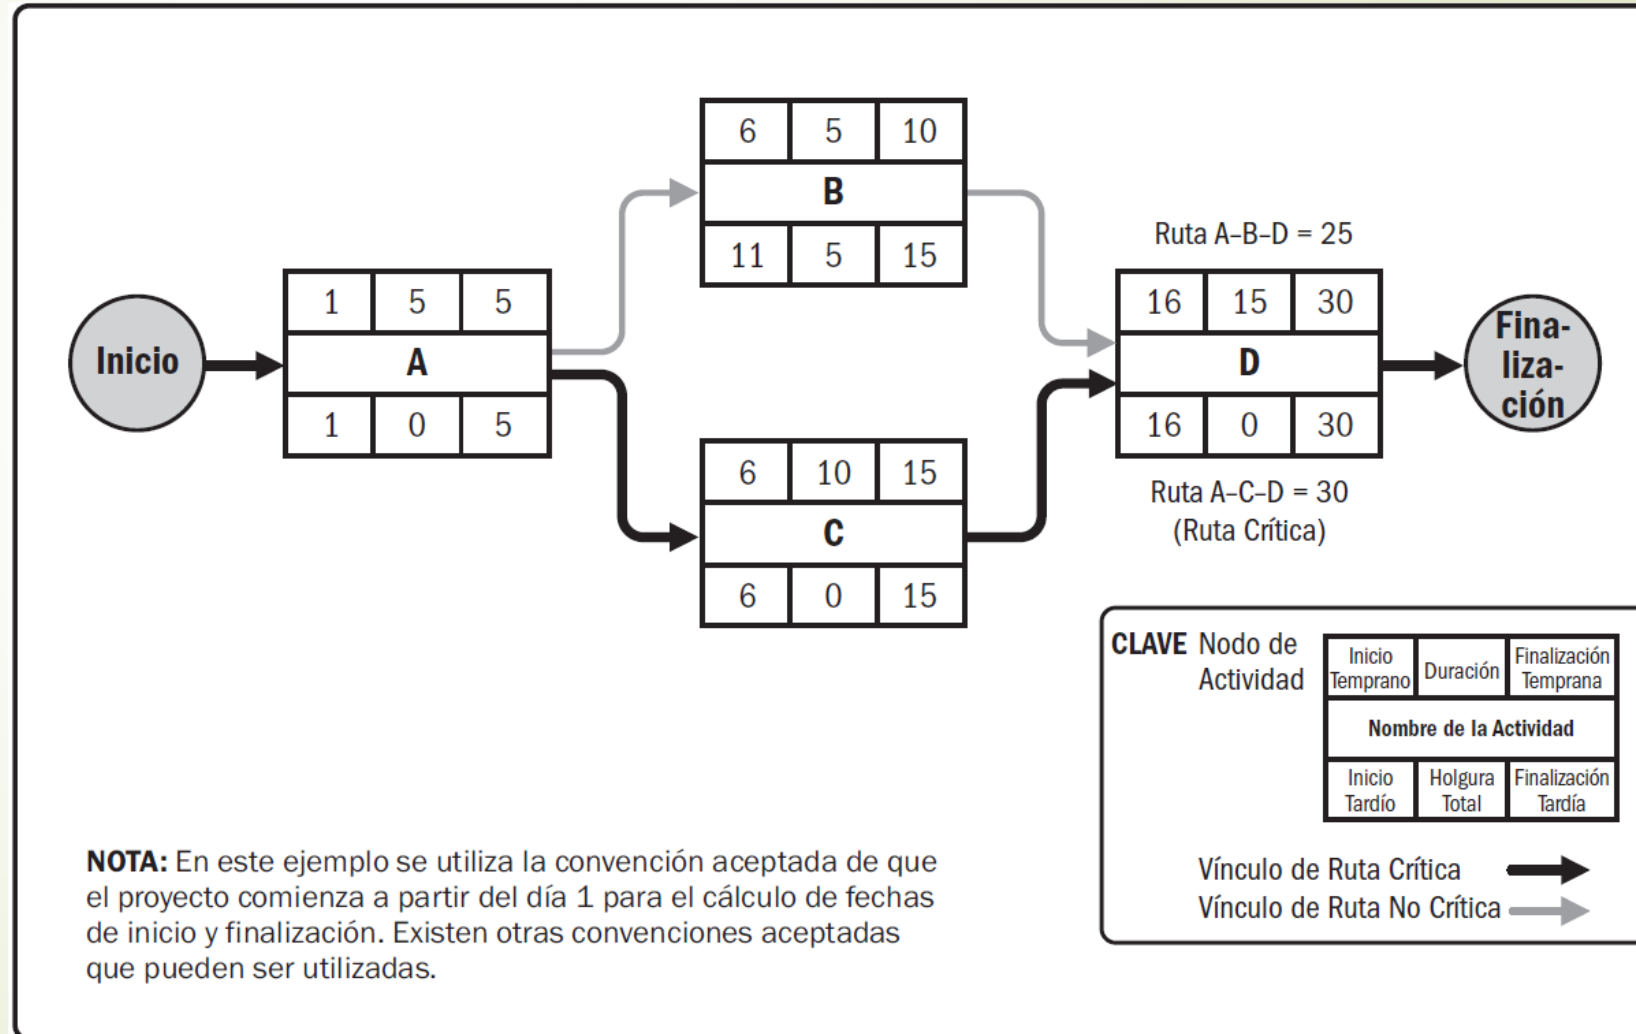 Inicio
1 5 5
A
1 0 5
6 5 10
B
11 5 15
6 10 15
C
6 0 15
Ruta A–B–D = 25
16 15 30
D
16 0 30
Ruta A–C–D = 30
(Ruta Crítica)
Fina-
liza-
ción
CLAVE Nodo de
Actividad
Inicio
Temprano
Duración
Finalización
Temprana
Nombre de la Actividad
Inicio
Tardío
Holgura
Total
Finalización
Tardía
Vínculo de Ruta Crítica
Vínculo de Ruta No Crítica
NOTA: En este ejemplo se utiliza la convención aceptada de que
el proyecto comienza a partir del día 1 para el cálculo de fechas
de inicio y finalización. Existen otras convenciones aceptadas
que pueden ser utilizadas.